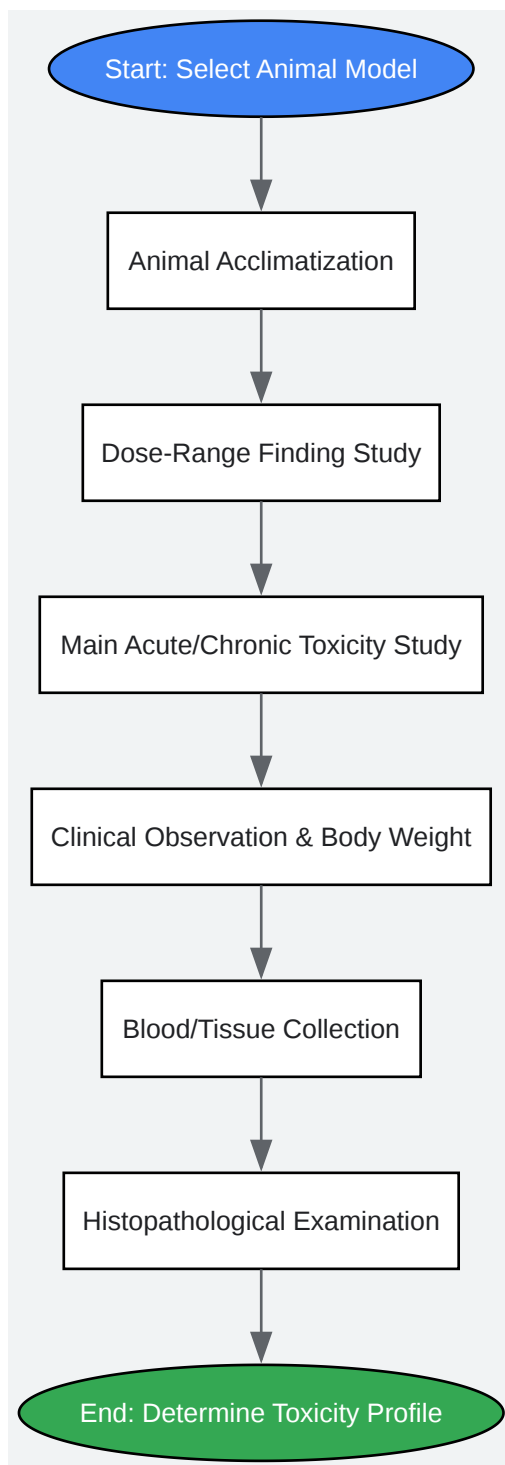 Start: Select Animal Model
Animal Acclimatization
Dose-Range Finding Study
Main Acute/Chronic Toxicity Study
Clinical Observation & Body Weight
Blood/Tissue Collection
Histopathological Examination
End: Determine Toxicity Profile